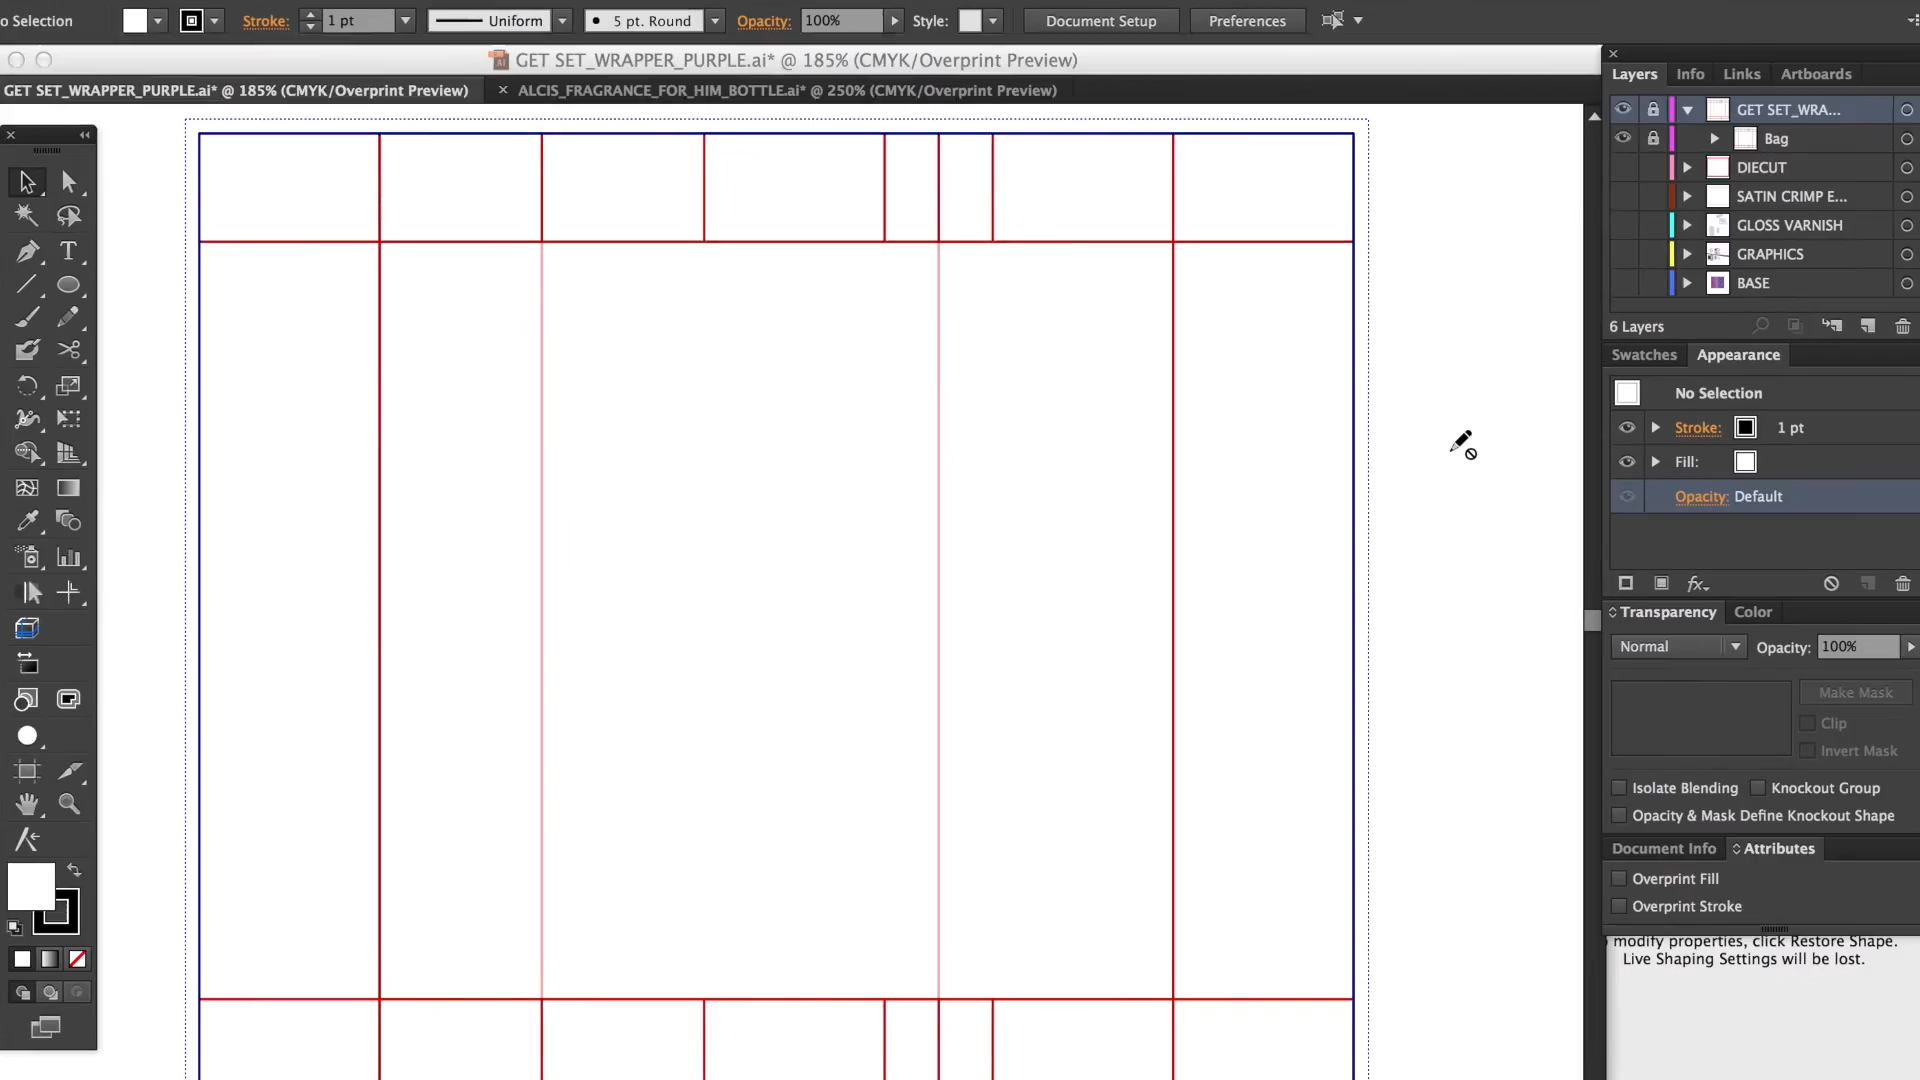 o Selection
Stroke: 1 pt
Uniform
5 pt. Round
Opacity: 100%
Style:
Document Setup
Preferences
GET SET_WRAPPER_PURPLE.ai* @ 185% (CMYK/Overprint Preview)
GET SET_WRAPPER_PURPLE.ai* @ 185% (CMYK/Overprint Preview)
× ALCIS_FRAGRANCE_FOR_HIM_BOTTLE.ai* @ 250% (CMYK/Overprint Preview)
Layers Info Links Artboards
GET SET_WRA...
Bag
DIECUT
SATIN CRIMP E...
GLOSS VARNISH
GRAPHICS
BASE
6 Layers
Swatches Appearance
No Selection
Stroke: 1 pt
Fill:
Opacity: Default
fx
Transparency Color
Normal Opacity: 100%
Make Mask
Clip
Invert Mask
Isolate Blending Knockout Group
Opacity & Mask Define Knockout Shape
Document Info Attributes
Overprint Fill
Overprint Stroke
modify properties, click Restore Shape.
Live Shaping Settings will be lost.